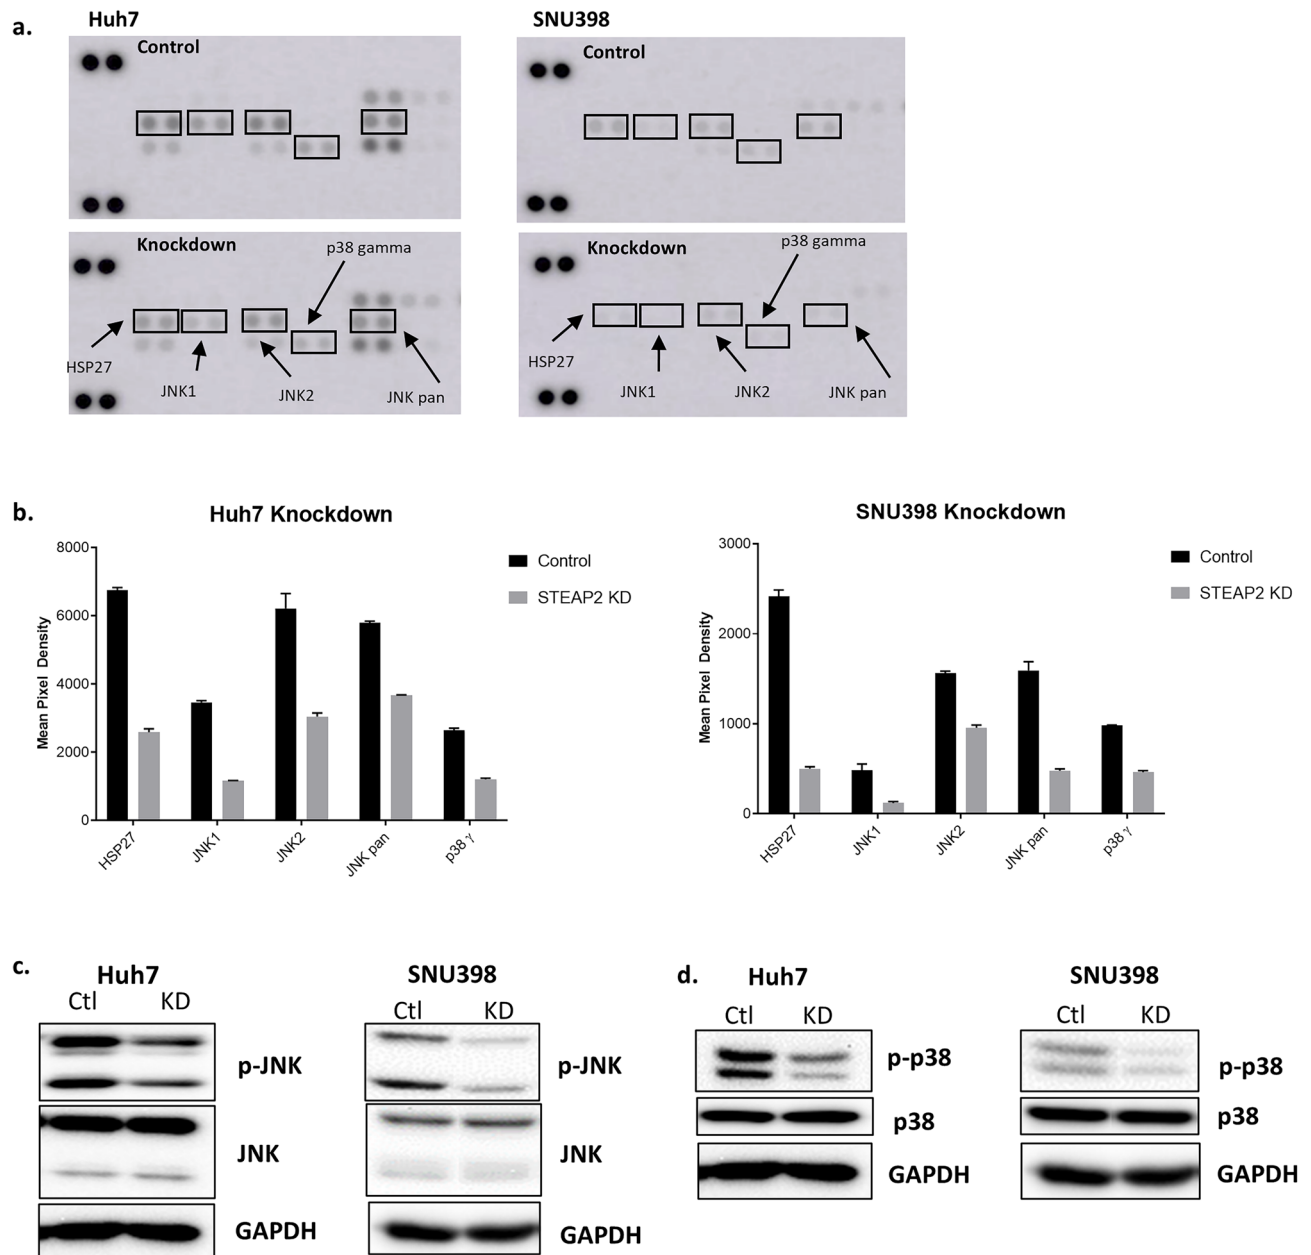 a.
Huh7
SNU398
Control
Control
Knockdown
p38 gamma
HSP27
JNK1
JNK2
JNK pan
Knockdown
p38 gamma
HSP27
JNK1
JNK2
JNK pan
b.
Huh7 Knockdown
Mean Pixel Density
8000
6000
4000
2000
0
HSP27
JNK1
JNK2
JNK pan
p38 γ
Control
STEAP2 KD
SNU398 Knockdown
Mean Pixel Density
3000
2000
1000
0
HSP27
JNK1
JNK2
JNK pan
p38 γ
Control
STEAP2 KD
c.
Huh7
Ctl KD
p-JNK
JNK
GAPDH
SNU398
Ctl KD
p-JNK
JNK
GAPDH
d.
Huh7
Ctl KD
p-p38
p38
GAPDH
SNU398
Ctl KD
p-p38
p38
GAPDH